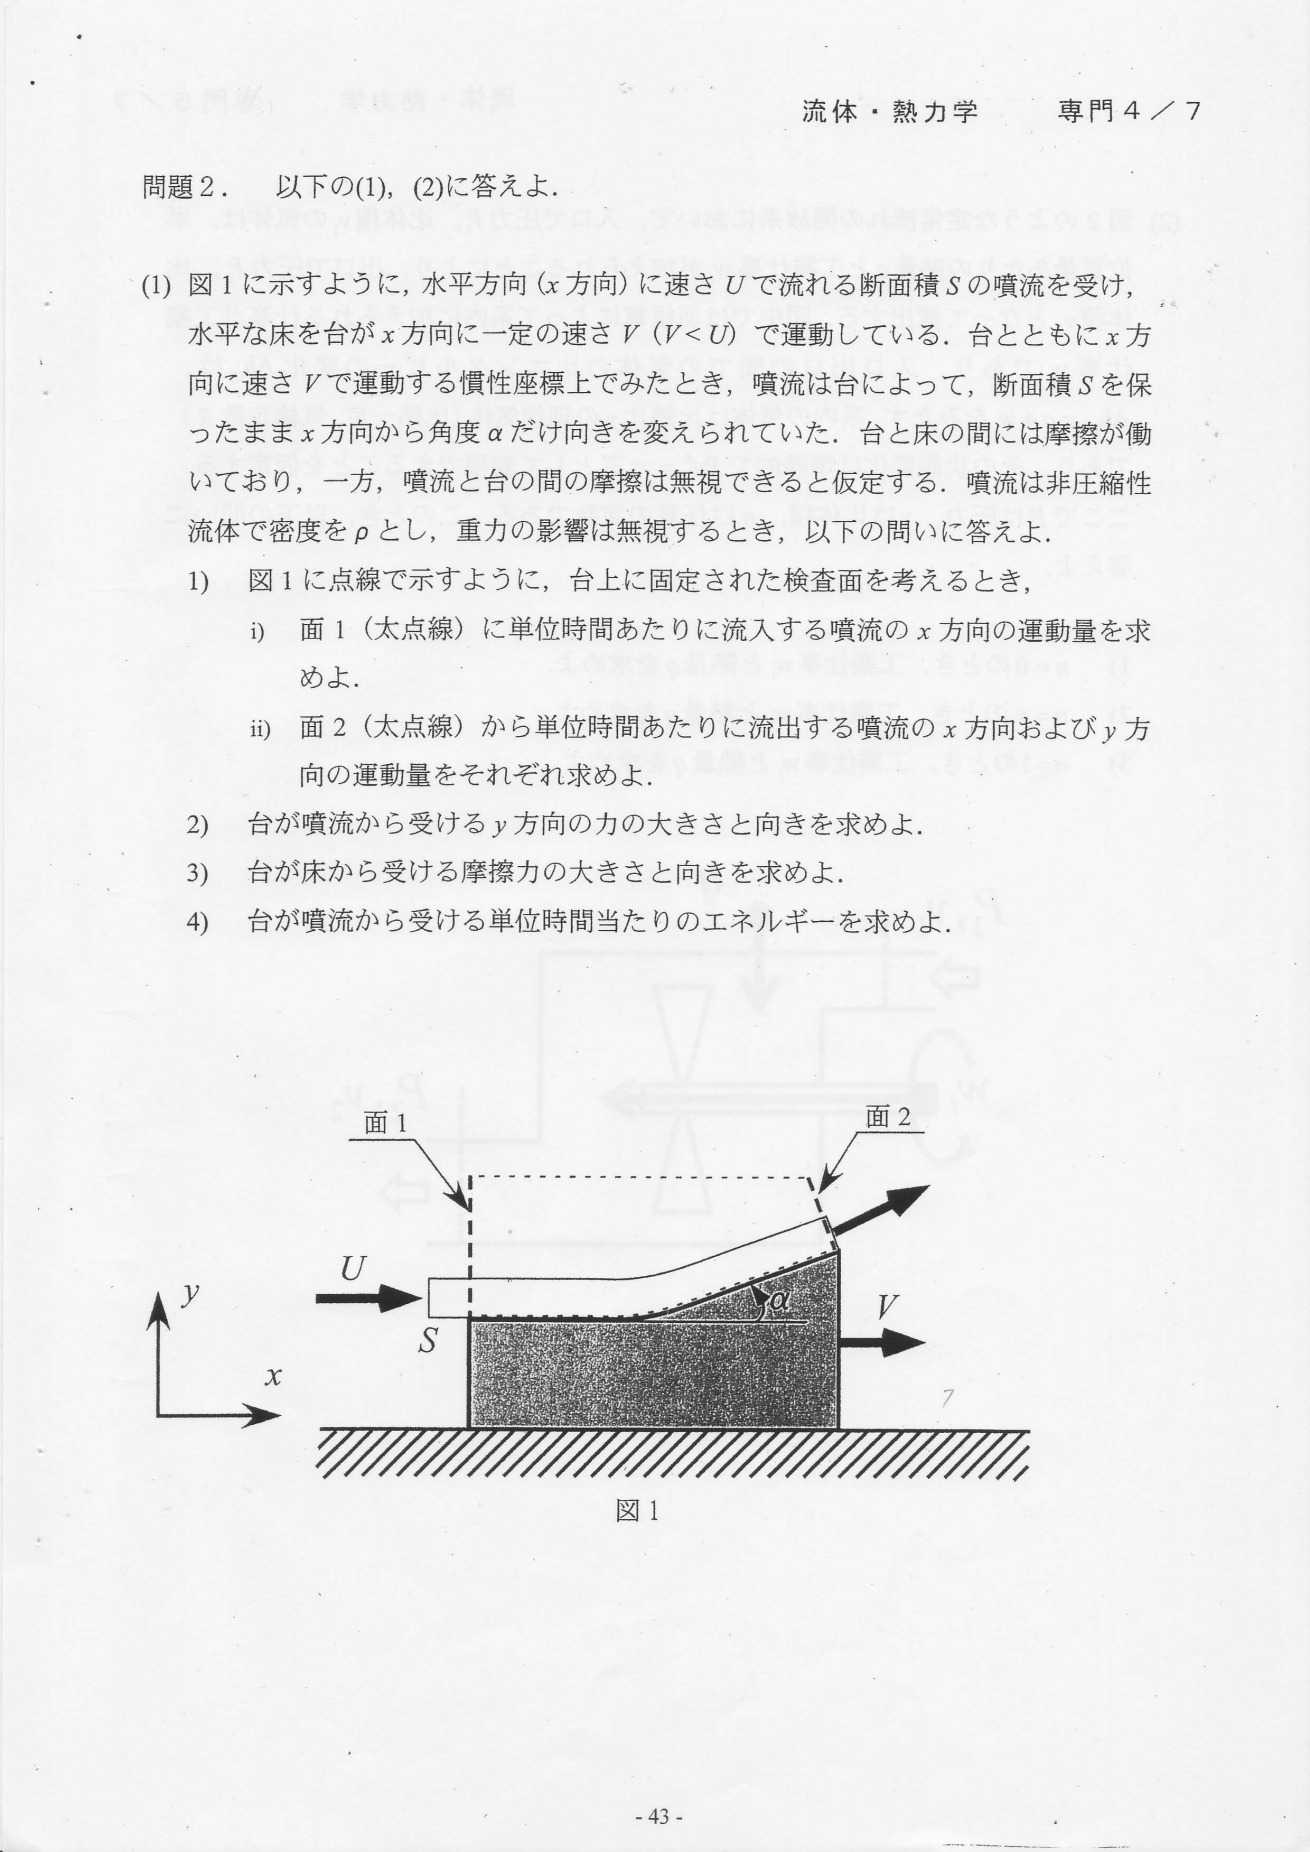 流体・熱力学　　専門４／７
問題２．　以下の(1)，(2)に答えよ．
(1) 図１に示すように，水平方向（x 方向）に速さ U で流れる断面積 S の噴流を受け，
水平な床を台が x 方向に一定の速さ V（V < U）で運動している．台とともに x 方
向に速さ V で運動する慣性座標上でみたとき，噴流は台によって，断面積 S を保
ったまま x 方向から角度 α だけ向きを変えられていた．台と床の間には摩擦が働
いており，一方，噴流と台の間の摩擦は無視できると仮定する．噴流は非圧縮性
流体で密度を ρ とし，重力の影響は無視するとき，以下の問いに答えよ．
1) 図１に点線で示すように，台上に固定された検査面を考えるとき，
i) 面１（太点線）に単位時間あたりに流入する噴流の x 方向の運動量を求
めよ．
ii) 面２（太点線）から単位時間あたりに流出する噴流の x 方向および y 方
向の運動量をそれぞれ求めよ．
2) 台が噴流から受ける y 方向の力の大きさと向きを求めよ．
3) 台が床から受ける摩擦力の大きさと向きを求めよ．
4) 台が噴流から受ける単位時間当たりのエネルギーを求めよ．
面１
面２
U
y
α
V
S
x
7
図１
- 43 -